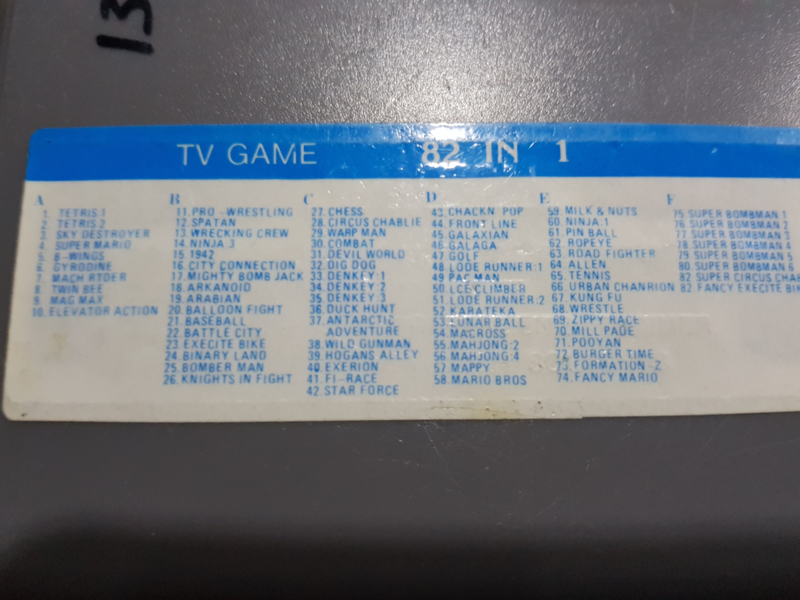 13
TV GAME 82 IN 1
A
1. TETRIS 1
2. TETRIS 2
3. SKY DESTROYER
4. SUPER MARIO
5. B-WINGS
6. GYRODINE
7. MACH RTDER
8. TWIN BEE
9. MAG MAX
10. ELEVATOR ACTION
B
11. PRO-WRESTLING
12. SPATAN
13. WRECKING CREW
14. NINJA 3
15. 1942
16. CITY CONNECTION
17. MIGHTY BOMB JACK
18. ARKANOID
19. ARABIAN
20. BALLOON FIGHT
21. BASEBALL
22. BATTLE CITY
23. EXECITE BIKE
24. BINARY LAND
25. BOMBER MAN
26. KNIGHTS IN FIGHT
C
27. CHESS
28. CIRCUS CHABLIE
29. WARP MAN
30. COMBAT
31. DEVIL WORLD
32. DIG DOG
33. DENKEY:1
34. DENKEY:2
35. DENKEY 3
36. DUCK HUNT
37. ANTARCTIC
ADVENTURE
38. WILD GUNMAN
39. HOGANS ALLEY
40. EXERION
41. FI-RACE
42. STAR FORCE
D
43. CHACKN POP
44. FRONT LINE
45. GALAXIAN
46. GALAGA
47. GOLF
48. LODE RUNNER:1
49. PAC MAN
50. LCE CLIMBER
51. LODE RUNNER:2
52. KARATEKA
53. LUNAR BALL
54. MACROSS
55. MAHJONG:2
56. MAHJONG:4
57. MAPPY
58. MARIO BROS
E
59. MILK & NUTS
60. NINJA.1
61. PIN BALL
62. ROPEYE
63. ROAD FIGHTER
64. ALLEN
65. TENNIS
66. URBAN CHANRION
67. KUNG FU
68. WRESTLE
69. ZIPPY RACE
70. MILL PADE
71. POOYAN
72. BURGER TIME
73. FORMATION-Z
74. FANCY MARIO
F
75 SUPER BOMBMAN 1
76. SUPER BOMBMAN 2
77 SUPER BOMBMAN 3
78 SUPER BOMBMAN 4
79 SUPER BOMBMAN 5
80. SUPER BOMBMAN 6
82 SUPER CIRCUS CHA
82 FANCY EXECITE BIK